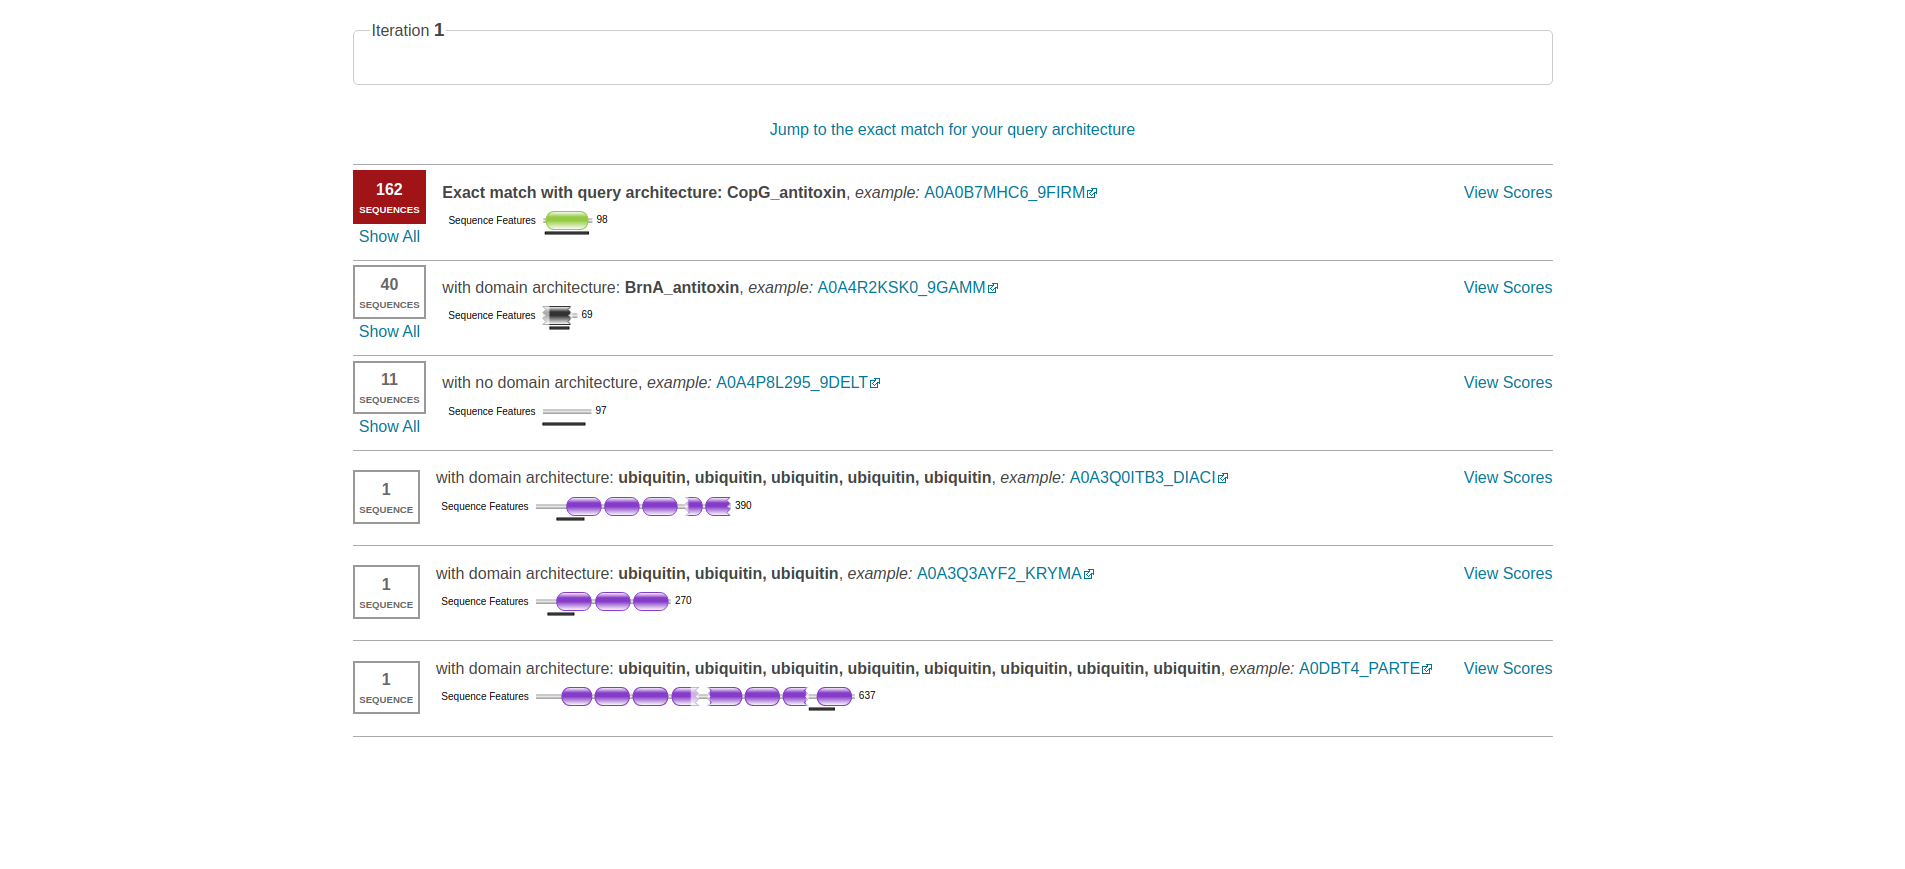 Iteration 1
Jump to the exact match for your query architecture
162
SEQUENCES
Show All
Exact match with query architecture: CopG_antitoxin, example: A0A0B7MHC6_9FIRM
View Scores
Sequence Features 98
40
SEQUENCES
Show All
with domain architecture: BrnA_antitoxin, example: A0A4R2KSK0_9GAMM
View Scores
Sequence Features 69
11
SEQUENCES
Show All
with no domain architecture, example: A0A4P8L295_9DELT
View Scores
Sequence Features 97
1
SEQUENCE
with domain architecture: ubiquitin, ubiquitin, ubiquitin, ubiquitin, ubiquitin, example: A0A3Q0ITB3_DIACI
View Scores
Sequence Features 390
1
SEQUENCE
with domain architecture: ubiquitin, ubiquitin, ubiquitin, example: A0A3Q3AYF2_KRYMA
View Scores
Sequence Features 270
1
SEQUENCE
with domain architecture: ubiquitin, ubiquitin, ubiquitin, ubiquitin, ubiquitin, ubiquitin, ubiquitin, ubiquitin, example: A0DBT4_PARTE
View Scores
Sequence Features 637